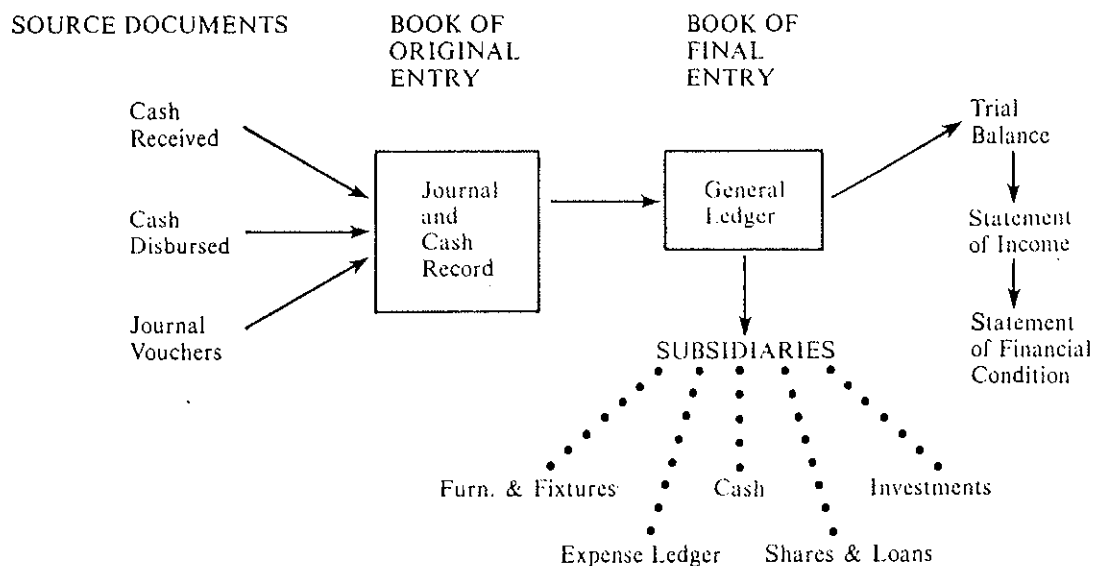 SOURCE DOCUMENTS
BOOK OF
ORIGINAL
ENTRY
BOOK OF
FINAL
ENTRY
Cash
Received
Cash
Disbursed
Journal
Vouchers
Journal
and
Cash
Record
General
Ledger
Trial
Balance
Statement
of Income
Statement
of Financial
Condition
SUBSIDIARIES
Furn. & Fixtures
Cash
Investments
Expense Ledger
Shares & Loans